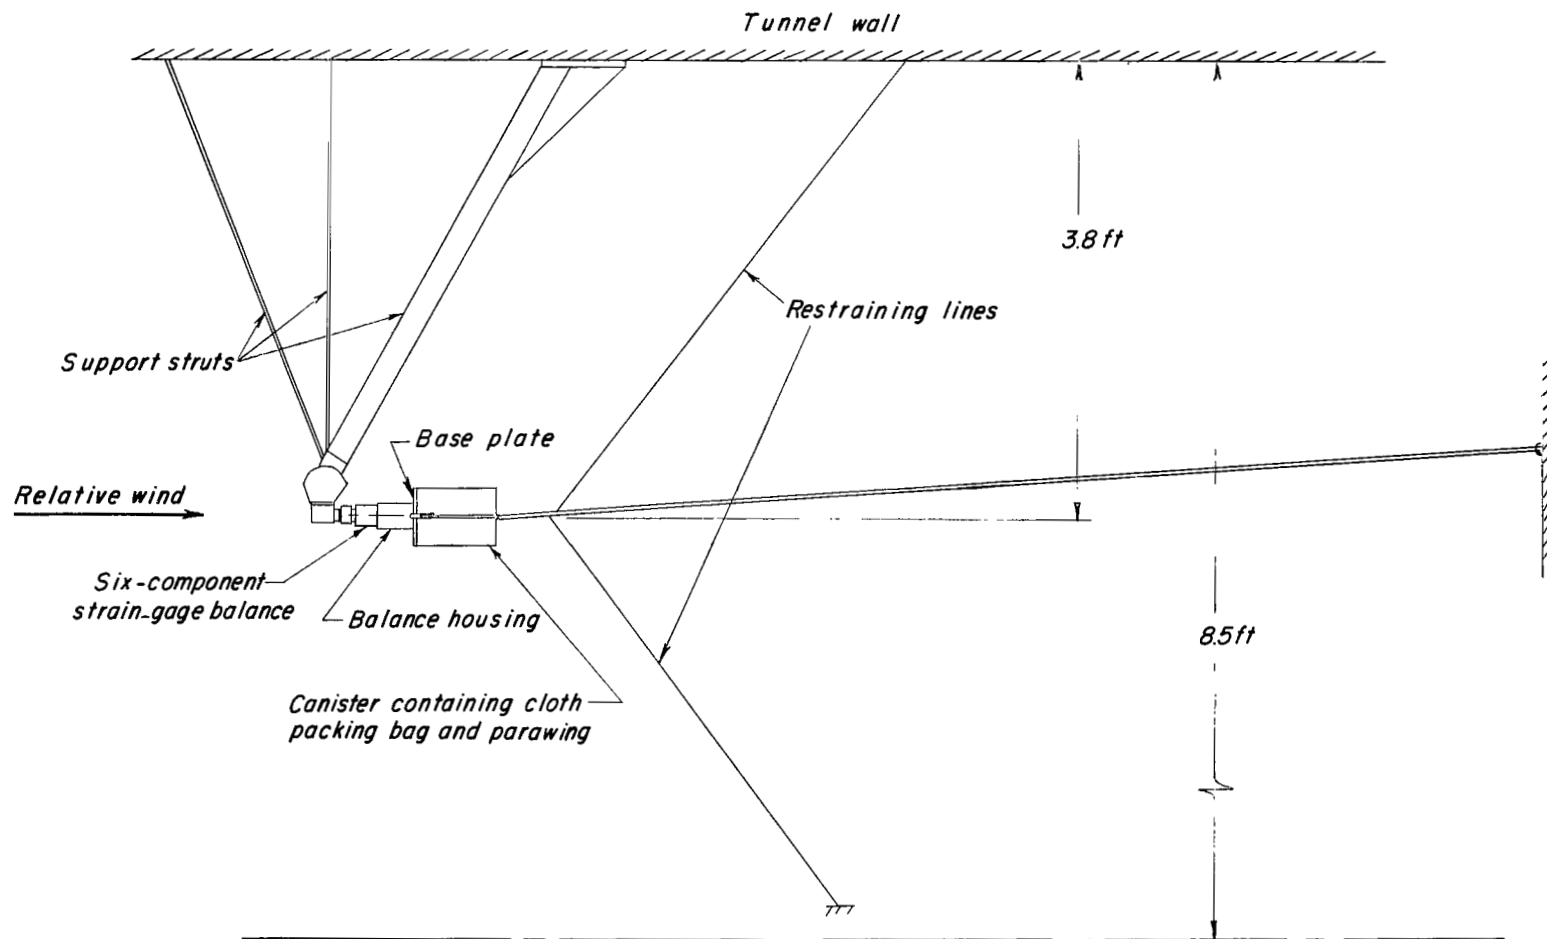 Tunnel wall
3.8 ft
Restraining lines
Support struts
Base plate
Relative wind
Six-component
strain-gage balance
Balance housing
8.5 ft
Canister containing cloth
packing bag and parawing